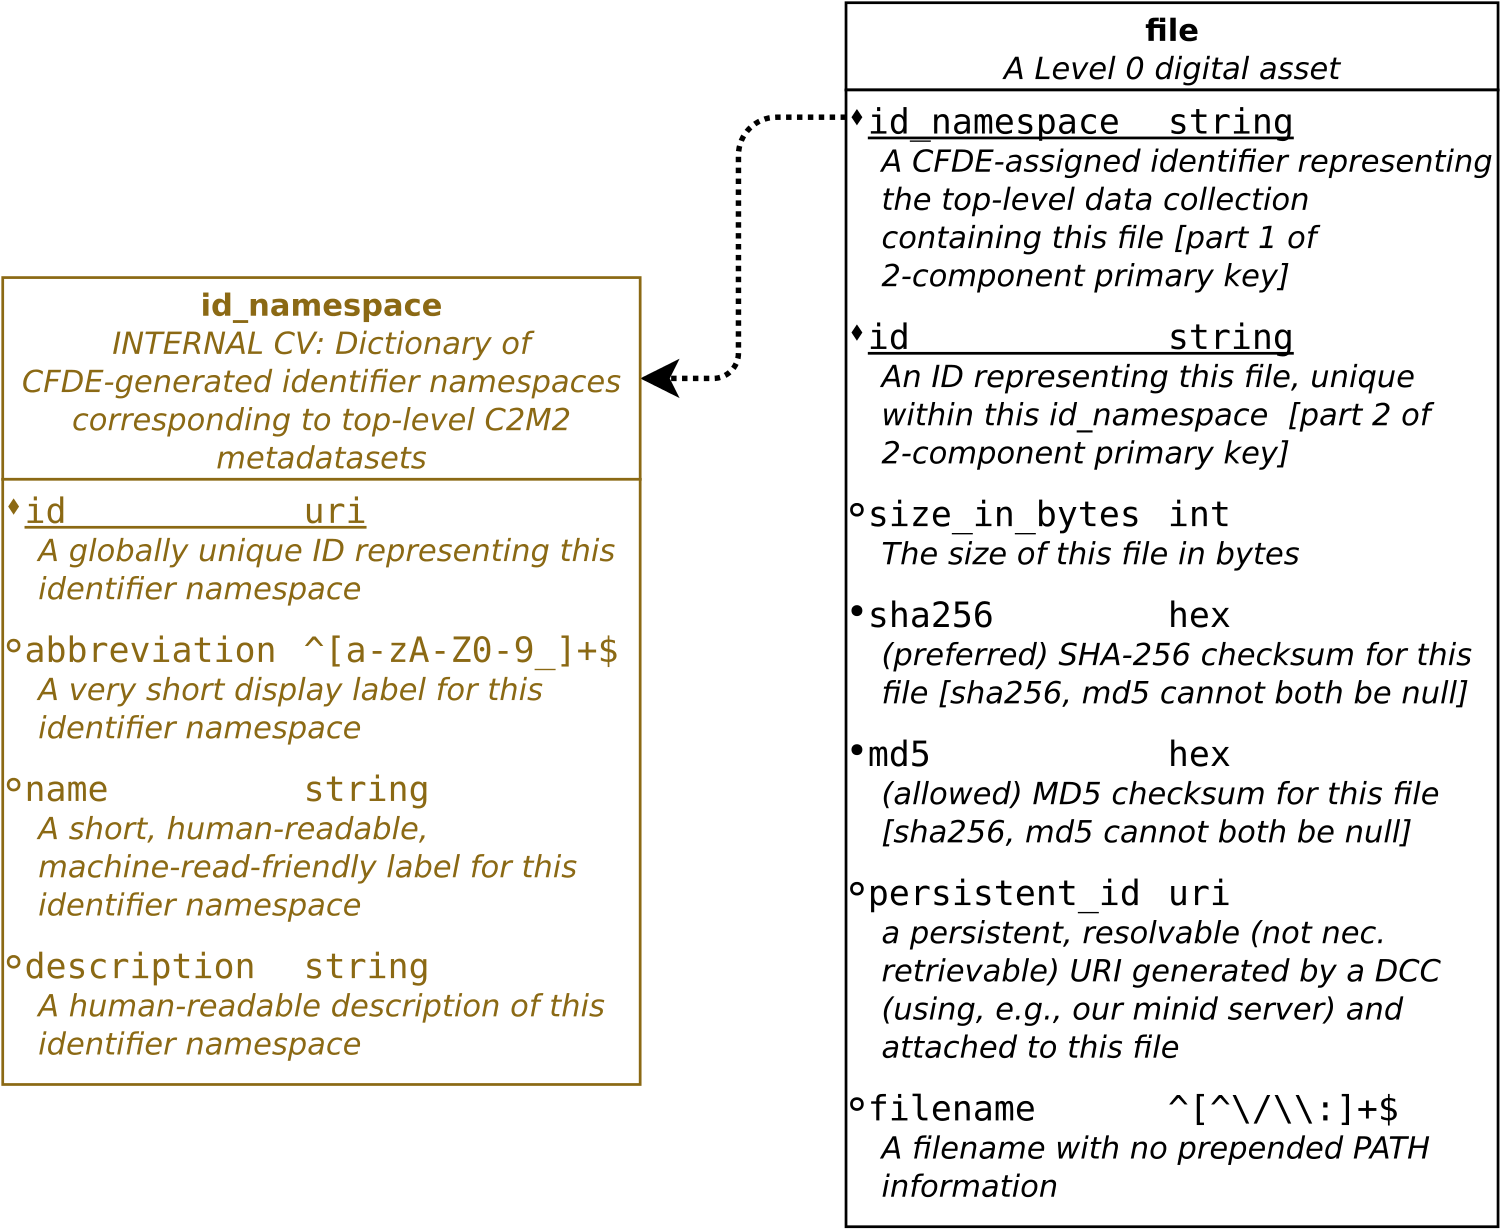 id_namespace
INTERNAL CV: Dictionary of
CFDE-generated identifier namespaces
corresponding to top-level C2M2
metadatasets
id uri
A globally unique ID representing this
identifier namespace
abbreviation ^[a-zA-Z0-9_]+$
A very short display label for this
identifier namespace
name string
A short, human-readable,
machine-read-friendly label for this
identifier namespace
description string
A human-readable description of this
identifier namespace
file
A Level 0 digital asset
id_namespace string
A CFDE-assigned identifier representing
the top-level data collection
containing this file [part 1 of
2-component primary key]
id string
An ID representing this file, unique
within this id_namespace [part 2 of
2-component primary key]
size_in_bytes int
The size of this file in bytes
sha256 hex
(preferred) SHA-256 checksum for this
file [sha256, md5 cannot both be null]
md5 hex
(allowed) MD5 checksum for this file
[sha256, md5 cannot both be null]
persistent_id uri
a persistent, resolvable (not nec.
retrievable) URI generated by a DCC
(using, e.g., our minid server) and
attached to this file
filename ^[^\/\\:]+$
A filename with no prepended PATH
information